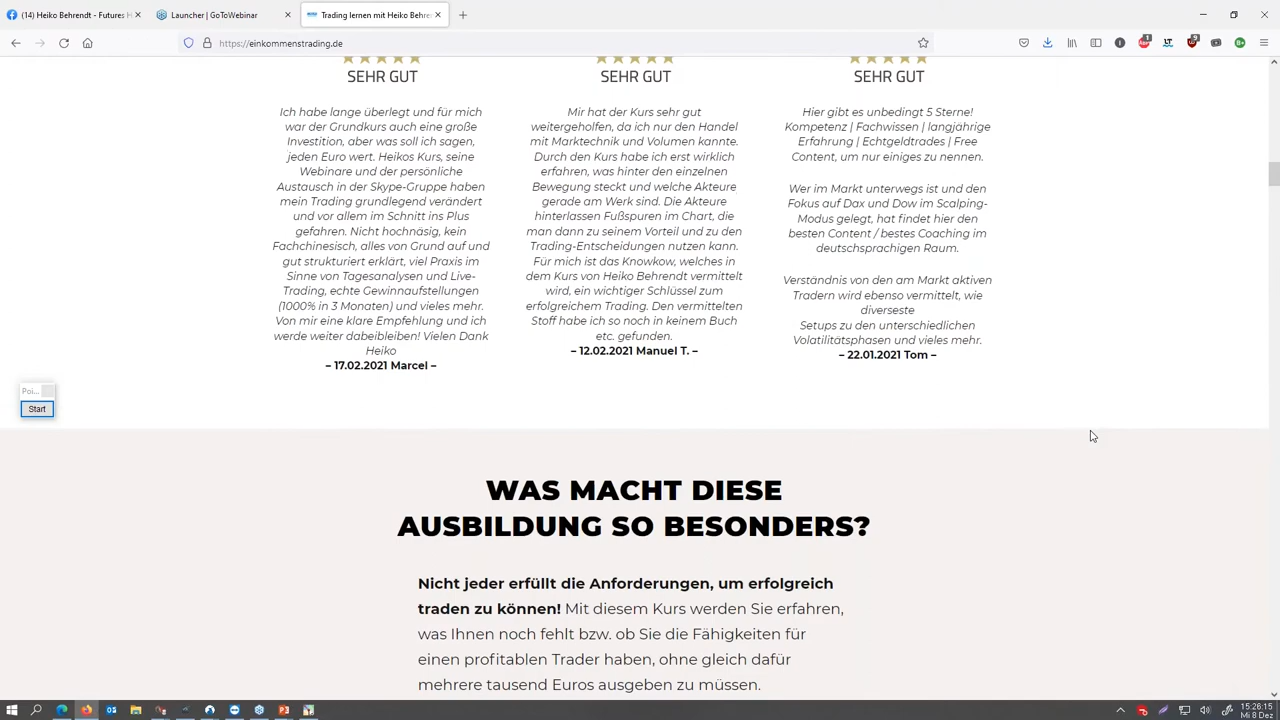 (14) Heiko Behrendt - Futures H
Launcher | GoToWebinar
Trading lernen mit Heiko Behre
https://einkommenstrading.de
SEHR GUT
Ich habe lange überlegt und für mich
war der Grundkurs auch eine große
Investition, aber was soll ich sagen,
jeden Euro wert. Heikos Kurs, seine
Webinare und der persönliche
Austausch in der Skype-Gruppe haben
mein Trading grundlegend verändert
und vor allem im Schnitt ins Plus
gefahren. Nicht hochnäsig, kein
Fachchinesisch, alles von Grund auf und
gut strukturiert erklärt, viel Praxis im
Sinne von Tagesanalysen und Live-
Trading, echte Gewinnaufstellungen
(1000% in 3 Monaten) und vieles mehr.
Von mir eine klare Empfehlung und ich
werde weiter dabeibleiben! Vielen Dank
Heiko
– 17.02.2021 Marcel –
SEHR GUT
Mir hat der Kurs sehr gut
weitergeholfen, da ich nur den Handel
mit Marktechnik und Volumen kannte.
Durch den Kurs habe ich erst wirklich
erfahren, was hinter den einzelnen
Bewegung steckt und welche Akteure
gerade am Werk sind. Die Akteure
hinterlassen Fußspuren im Chart, die
man dann zu seinem Vorteil und zu den
Trading-Entscheidungen nutzen kann.
Für mich ist das Knowkow, welches in
dem Kurs von Heiko Behrendt vermittelt
wird, ein wichtiger Schlüssel zum
erfolgreichem Trading. Den vermittelten
Stoff habe ich so noch in keinem Buch
etc. gefunden.
– 12.02.2021 Manuel T. –
SEHR GUT
Hier gibt es unbedingt 5 Sterne!
Kompetenz | Fachwissen | langjährige
Erfahrung | Echtgeldtrades | Free
Content, um nur einiges zu nennen.
Wer im Markt unterwegs ist und den
Fokus auf Dax und Dow im Scalping-
Modus gelegt, hat findet hier den
besten Content / bestes Coaching im
deutschsprachigen Raum.
Verständnis von den am Markt aktiven
Tradern wird ebenso vermittelt, wie
diverseste
Setups zu den unterschiedlichen
Volatilitätsphasen und vieles mehr.
– 22.01.2021 Tom –
Poi...
Start
WAS MACHT DIESE
AUSBILDUNG SO BESONDERS?
Nicht jeder erfüllt die Anforderungen, um erfolgreich
traden zu können! Mit diesem Kurs werden Sie erfahren,
was Ihnen noch fehlt bzw. ob Sie die Fähigkeiten für
einen profitablen Trader haben, ohne gleich dafür
mehrere tausend Euros ausgeben zu müssen.
15:26:15
Mi 8 Dez